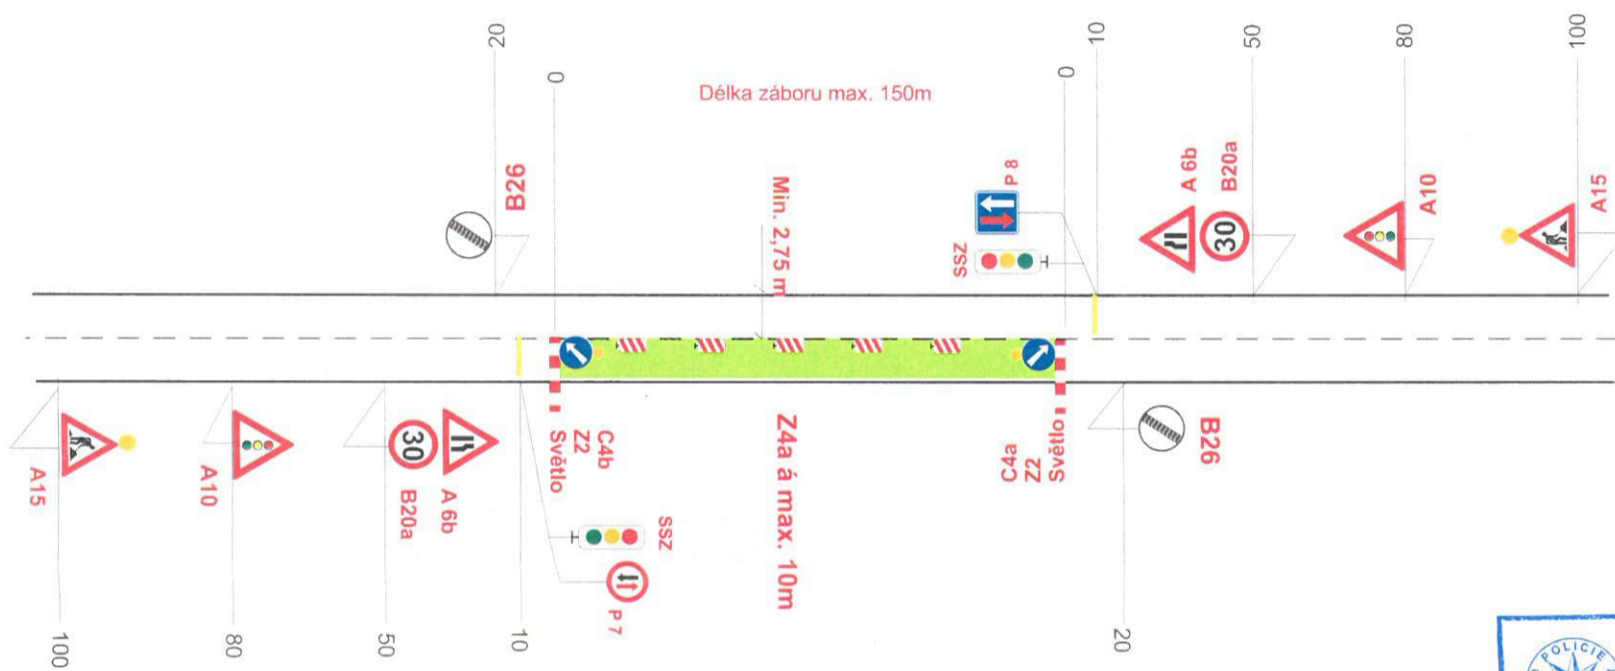 20
0
Délka záboru max. 150m
0
10
50
80
100
B26
Min. 2,75 m
P 8
SSZ
A 6b
B20a
30
A10
A15
A15
A10
30
B20a
A 6b
C4b
Z2
Světlo
SSZ
P 7
Z4a á max. 10m
C4a
Z2
Světlo
B26
100
80
50
10
20
POLICIE